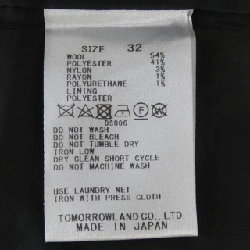 SIZE 32
WOOL 54%
POLYESTER 41%
NYLON 3%
RAYON 1%
POLYURETHANE 1%
LINING
POLYESTER
DO NOT WASH
DO NOT BLEACH
DO NOT TUMBLE DRY
IRON LOW
DRY CLEAN SHORT CYCLE
DO NOT MACHINE WASH
USE LAUNDRY NET
IRON WITH PRESS CLOTH
TOMORROWLAND CO., LTD.
MADE IN JAPAN